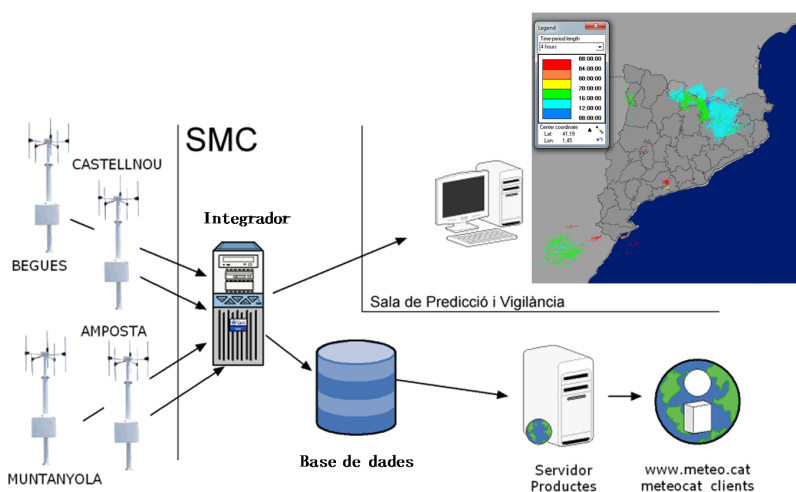 SMC
CASTELLNOU
BEGUES
AMPOSTA
MUNTANYOLA
Integrador
Legend
Time-period length
4 hours
08:00:00
04:00:00
00:00:00
20:00:00
16:00:00
12:00:00
08:00:00
Center coordinate
Lat: 41,19
Lon: 1,45
Sala de Predicció i Vigilància
Base de dades
Servidor
Productes
www.meteo.cat
meteocat_clients